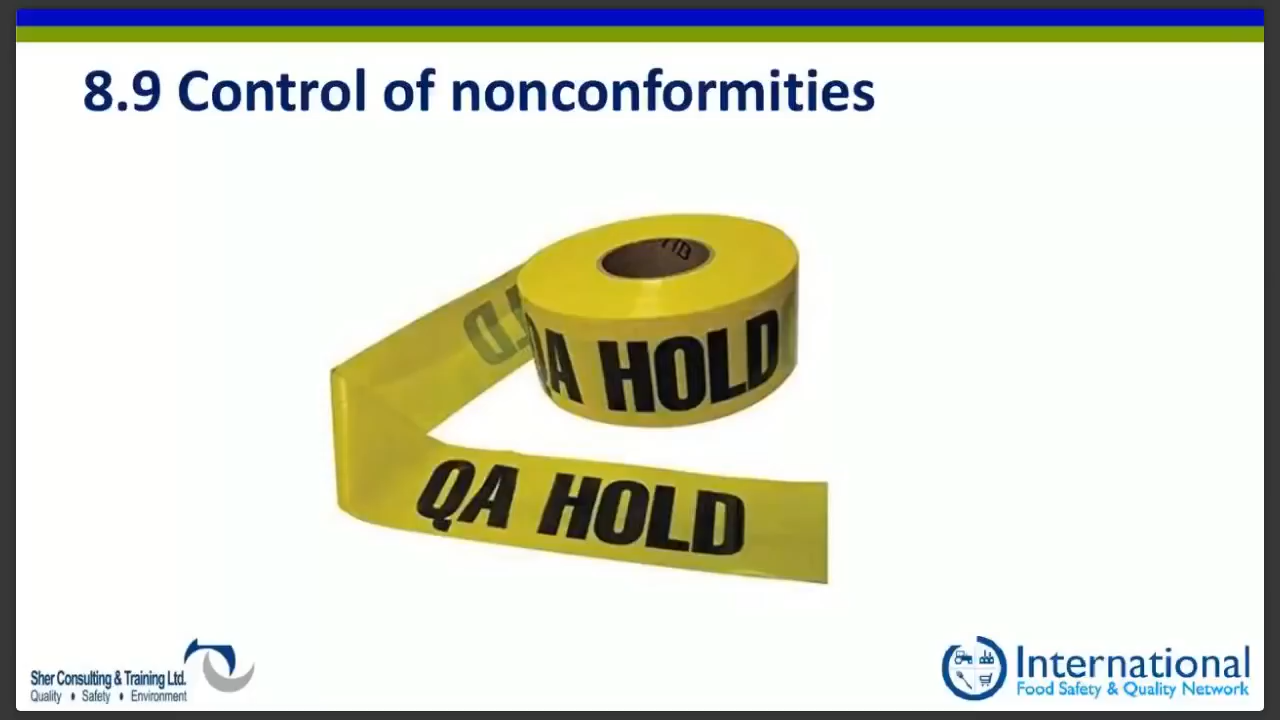 8.9 Control of nonconformities
QA HOLD
QA HOLD
Sher Consulting & Training Ltd.
Quality • Safety • Environment
International
Food Safety & Quality Network